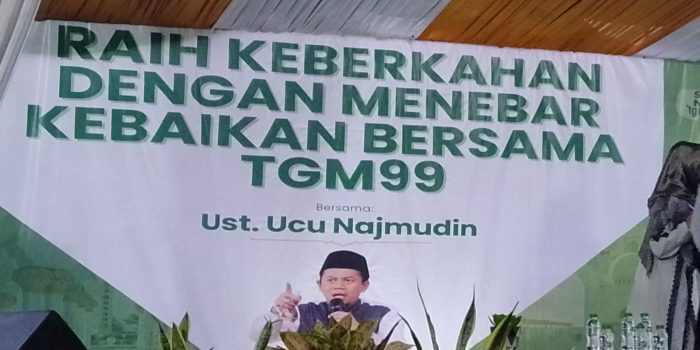 RAIH KEBERKAHAN
DENGAN MENEBAR
KEBAIKAN BERSAMA
TGM99
Bersama:
Ust. Ucu Najmudin